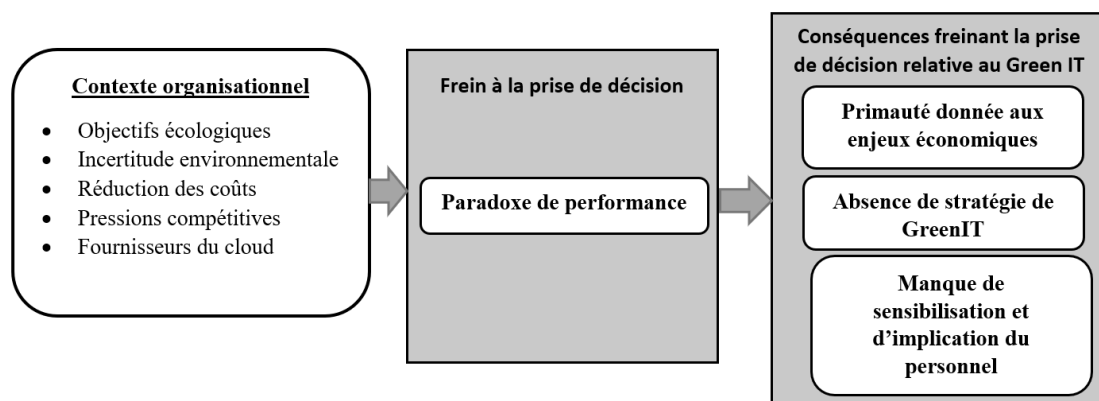 Contexte organisationnel
• Objectifs écologiques
• Incertitude environnementale
• Réduction des coûts
• Pressions compétitives
• Fournisseurs du cloud
Frein à la prise de décision
Paradoxe de performance
Conséquences freinant la prise
de décision relative au Green IT
Primauté donnée aux
enjeux économiques
Absence de stratégie de
GreenIT
Manque de
sensibilisation et
d’implication du
personnel